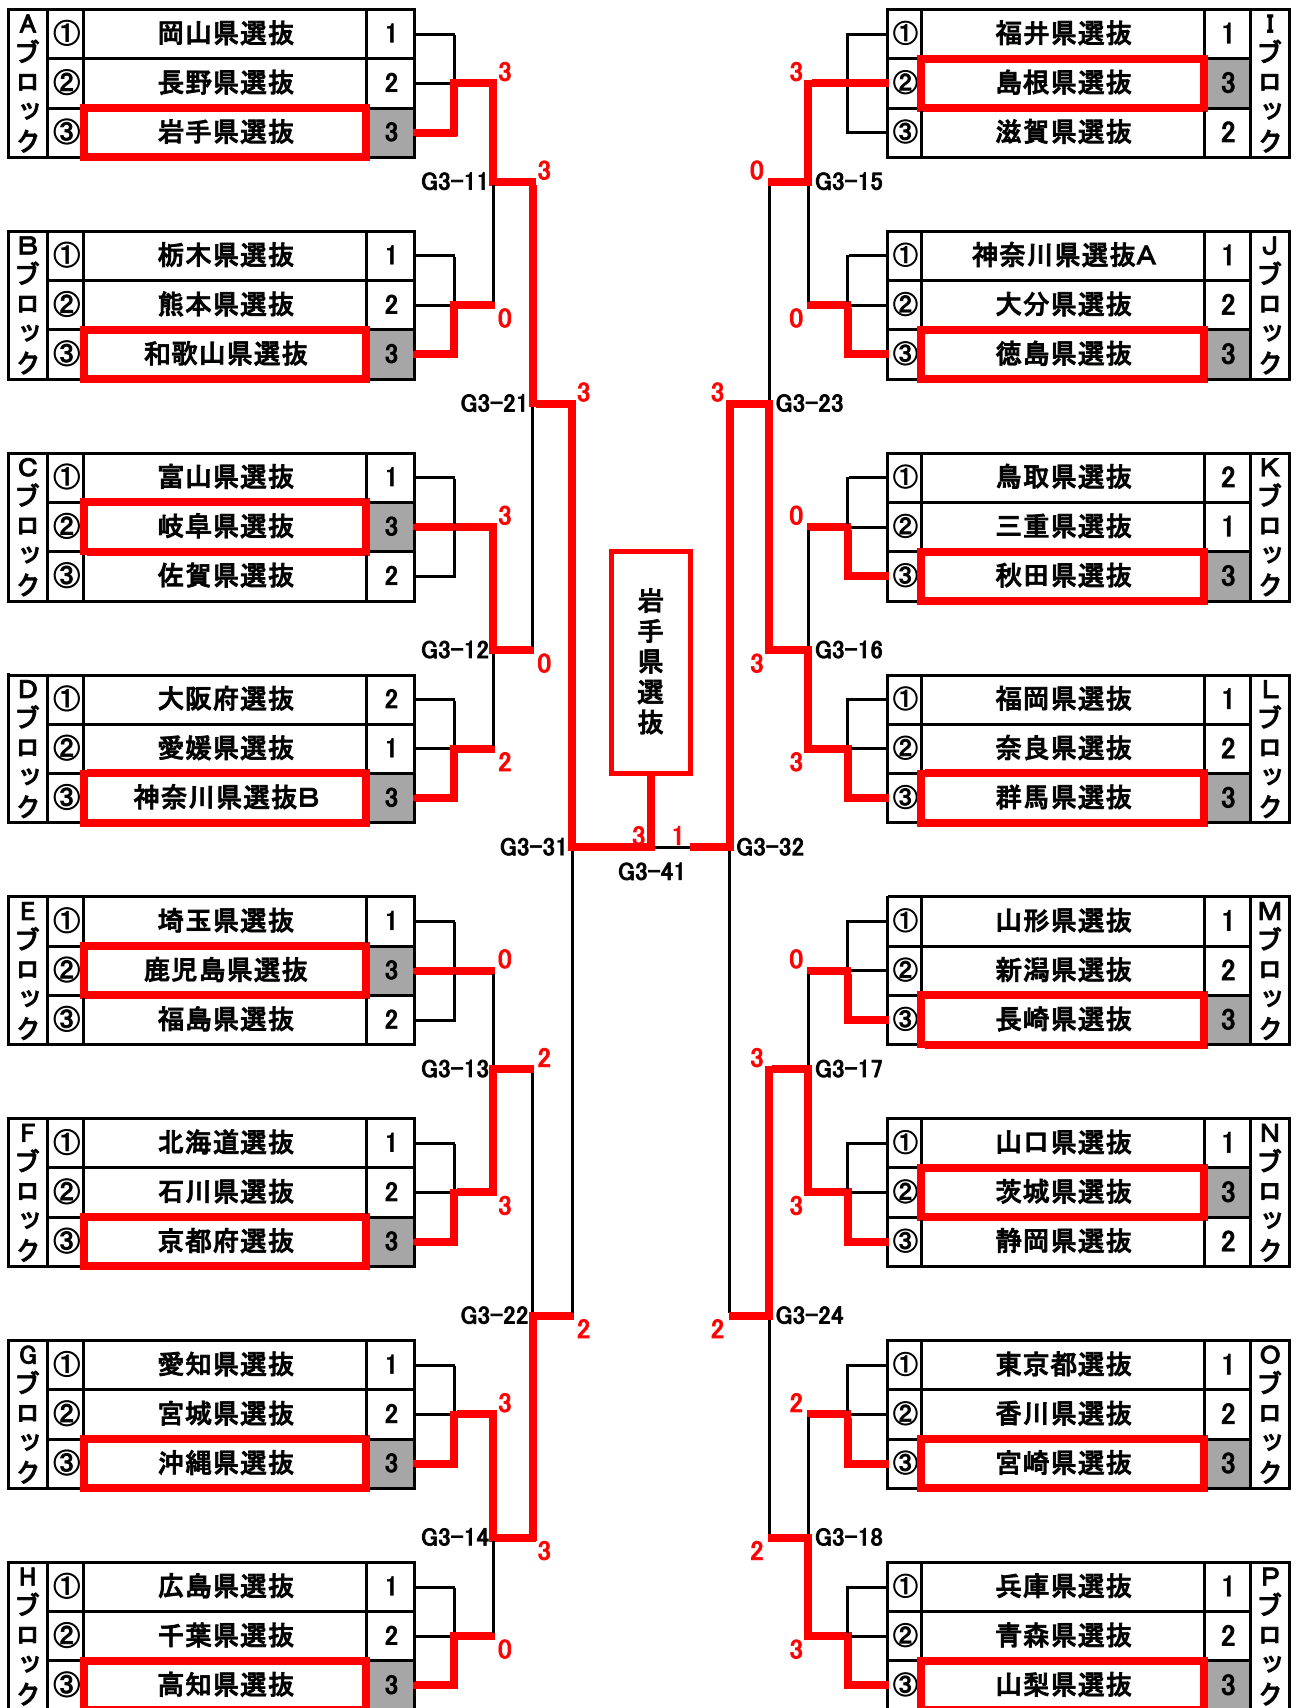 Aブロック
① 岡山県選抜 1
② 長野県選抜 2
③ 岩手県選抜 3
3
G3-11
3
Bブロック
① 栃木県選抜 1
② 熊本県選抜 2
③ 和歌山県選抜 3
0
G3-21
3
Cブロック
① 富山県選抜 1
② 岐阜県選抜 3
③ 佐賀県選抜 2
3
G3-12
0
Dブロック
① 大阪府選抜 2
② 愛媛県選抜 1
③ 神奈川県選抜B 3
2
G3-31
Eブロック
① 埼玉県選抜 1
② 鹿児島県選抜 3
③ 福島県選抜 2
0
G3-13
2
Fブロック
① 北海道選抜 1
② 石川県選抜 2
③ 京都府選抜 3
3
G3-22
2
Gブロック
① 愛知県選抜 1
② 宮城県選抜 2
③ 沖縄県選抜 3
3
G3-14
3
Hブロック
① 広島県選抜 1
② 千葉県選抜 2
③ 高知県選抜 3
0
岩手県選抜
3 1
G3-41
Iブロック
① 福井県選抜 1
② 島根県選抜 3
③ 滋賀県選抜 2
3
0
G3-15
Jブロック
① 神奈川県選抜A 1
② 大分県選抜 2
③ 徳島県選抜 3
0
3
G3-23
Kブロック
① 鳥取県選抜 2
② 三重県選抜 1
③ 秋田県選抜 3
0
3
G3-16
Lブロック
① 福岡県選抜 1
② 奈良県選抜 2
③ 群馬県選抜 3
3
G3-32
Mブロック
① 山形県選抜 1
② 新潟県選抜 2
③ 長崎県選抜 3
0
3
G3-17
Nブロック
① 山口県選抜 1
② 茨城県選抜 3
③ 静岡県選抜 2
3
2
G3-24
Oブロック
① 東京都選抜 1
② 香川県選抜 2
③ 宮崎県選抜 3
2
2
G3-18
Pブロック
① 兵庫県選抜 1
② 青森県選抜 2
③ 山梨県選抜 3
3